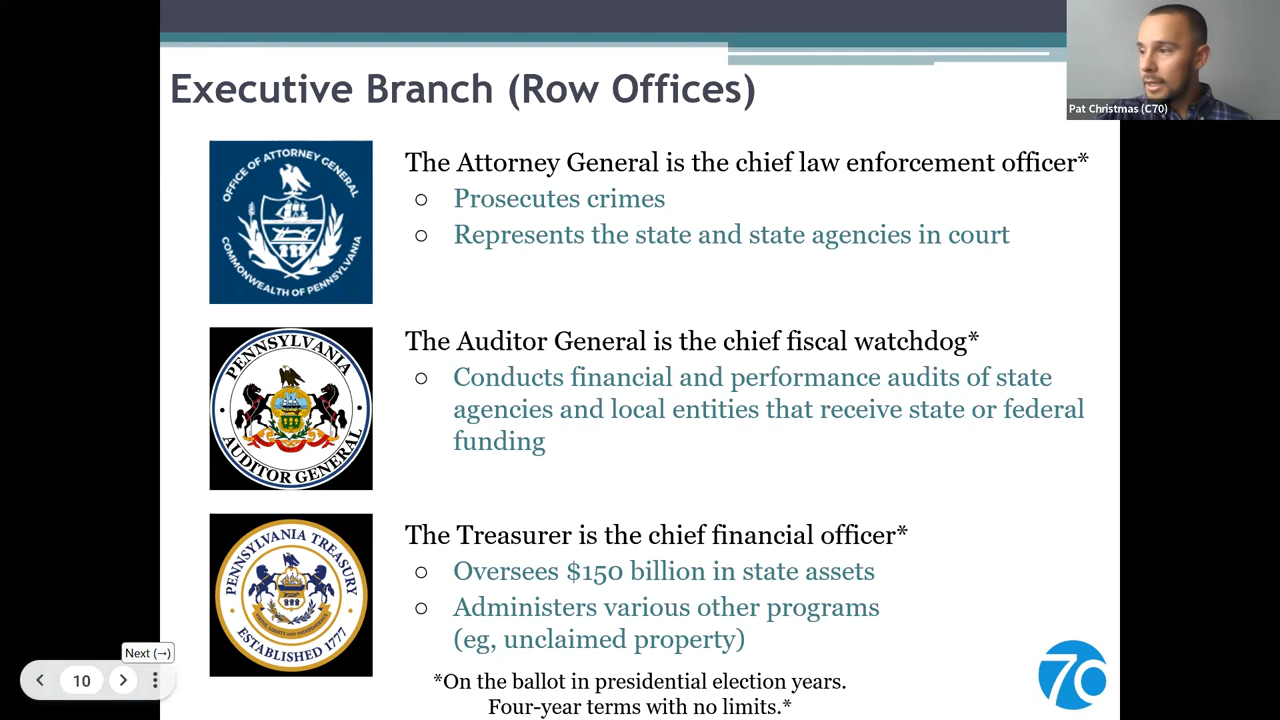 Executive Branch (Row Offices)
Pat Christmas (C70)
OFFICE OF ATTORNEY GENERAL
COMMONWEALTH OF PENNSYLVANIA
The Attorney General is the chief law enforcement officer*
○ Prosecutes crimes
○ Represents the state and state agencies in court
PENNSYLVANIA
AUDITOR GENERAL
The Auditor General is the chief fiscal watchdog*
○ Conducts financial and performance audits of state
agencies and local entities that receive state or federal
funding
PENNSYLVANIA TREASURY
ESTABLISHED 1777
The Treasurer is the chief financial officer*
○ Oversees $150 billion in state assets
○ Administers various other programs
(eg, unclaimed property)
Next (→)
10
*On the ballot in presidential election years.
Four-year terms with no limits.*
70